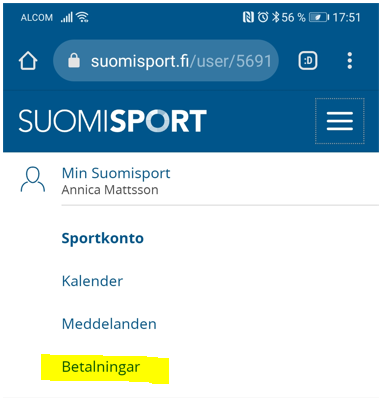 ALCOM 56 % 17:51
suomisport.fi/user/5691 :D
SUOMISPORT
Min Suomisport
Annica Mattsson
Sportkonto
Kalender
Meddelanden
Betalningar